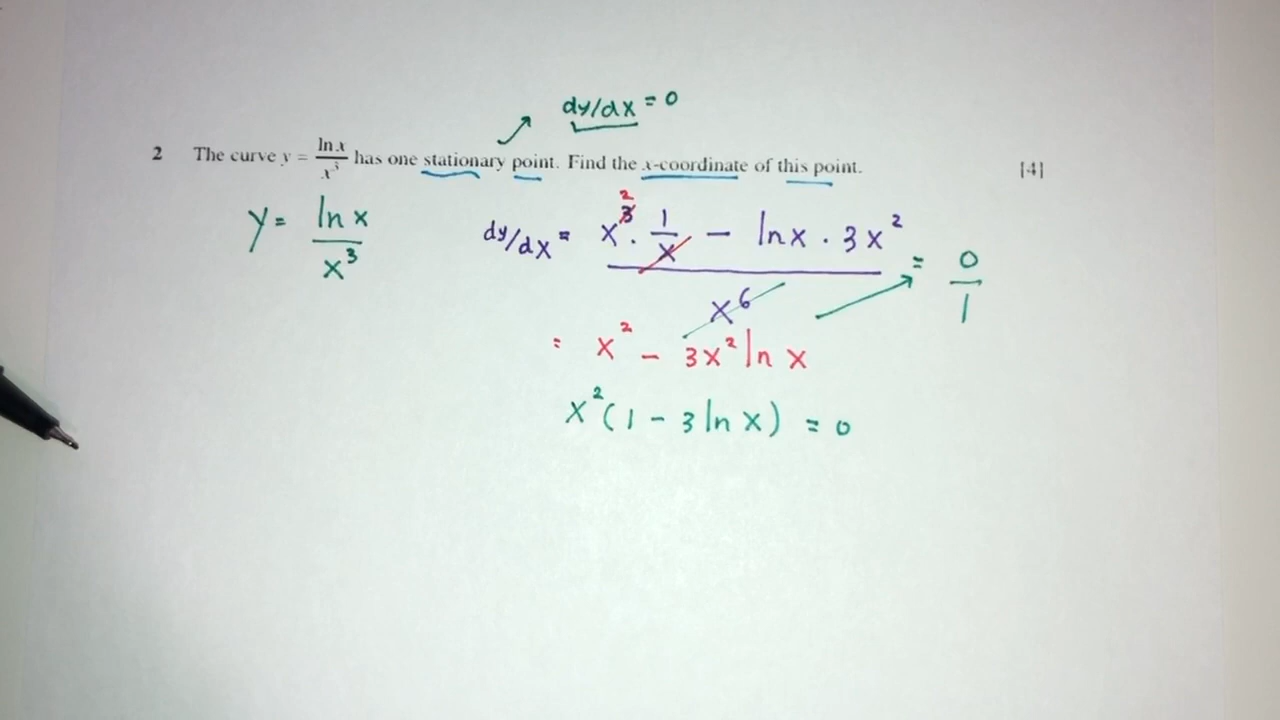 dy/dx = 0
2 The curve y = ln x / x³ has one stationary point. Find the x-coordinate of this point. [4]
y = ln x / x³
dy/dx = x³ 2 . 1/x - ln x . 3x² / x⁶ = 0/1
= x² - 3x² ln x
x²(1 - 3 ln x) = 0